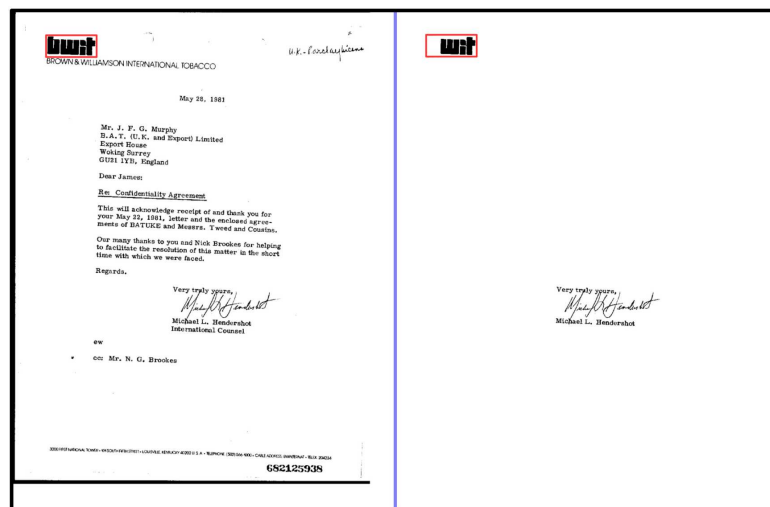 bwit
U.K. - Parclaybicens
BROWN & WILLIAMSON INTERNATIONAL TOBACCO
May 28, 1981
Mr. J. F. G. Murphy
B.A.T. (U.K. and Export) Limited
Export House
Woking Surrey
GU21 1YB, England
Dear James:
Re: Confidentiality Agreement
This will acknowledge receipt of and thank you for
your May 22, 1981, letter and the enclosed agree-
ments of BATUKE and Messrs. Tweed and Cousins.
Our many thanks to you and Nick Brookes for helping
to facilitate the resolution of this matter in the short
time with which we were faced.
Regards.
Very truly yours,
Michael L. Hendershot
International Counsel
ew
cc: Mr. N. G. Brookes
682125938
wit
Very truly yours,
Michael L. Hendershot